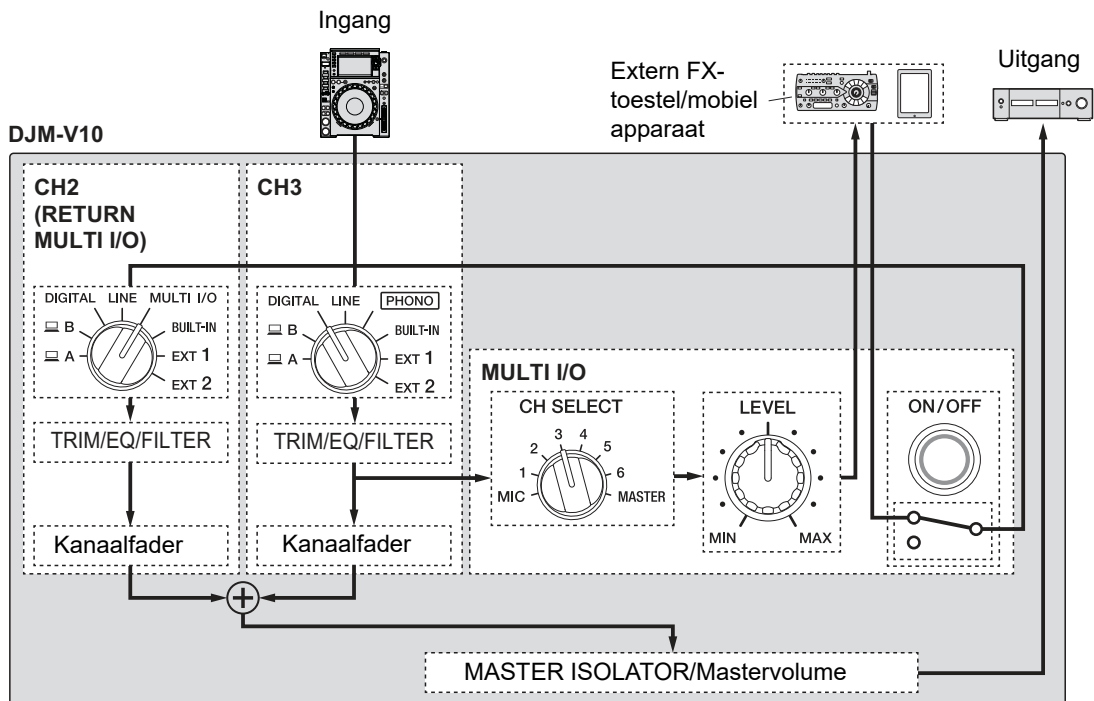 Ingang
Extern FX-
toestel/mobiel
apparaat
Uitgang
DJM-V10
CH2
(RETURN
MULTI I/O)
DIGITAL LINE MULTI I/O
B BUILT-IN
A EXT 1
EXT 2
TRIM/EQ/FILTER
Kanaalfader
CH3
DIGITAL LINE PHONO
B BUILT-IN
A EXT 1
EXT 2
TRIM/EQ/FILTER
Kanaalfader
MULTI I/O
CH SELECT
3 4
2 5
1 6
MIC MASTER
LEVEL
MIN MAX
ON/OFF
MASTER ISOLATOR/Mastervolume